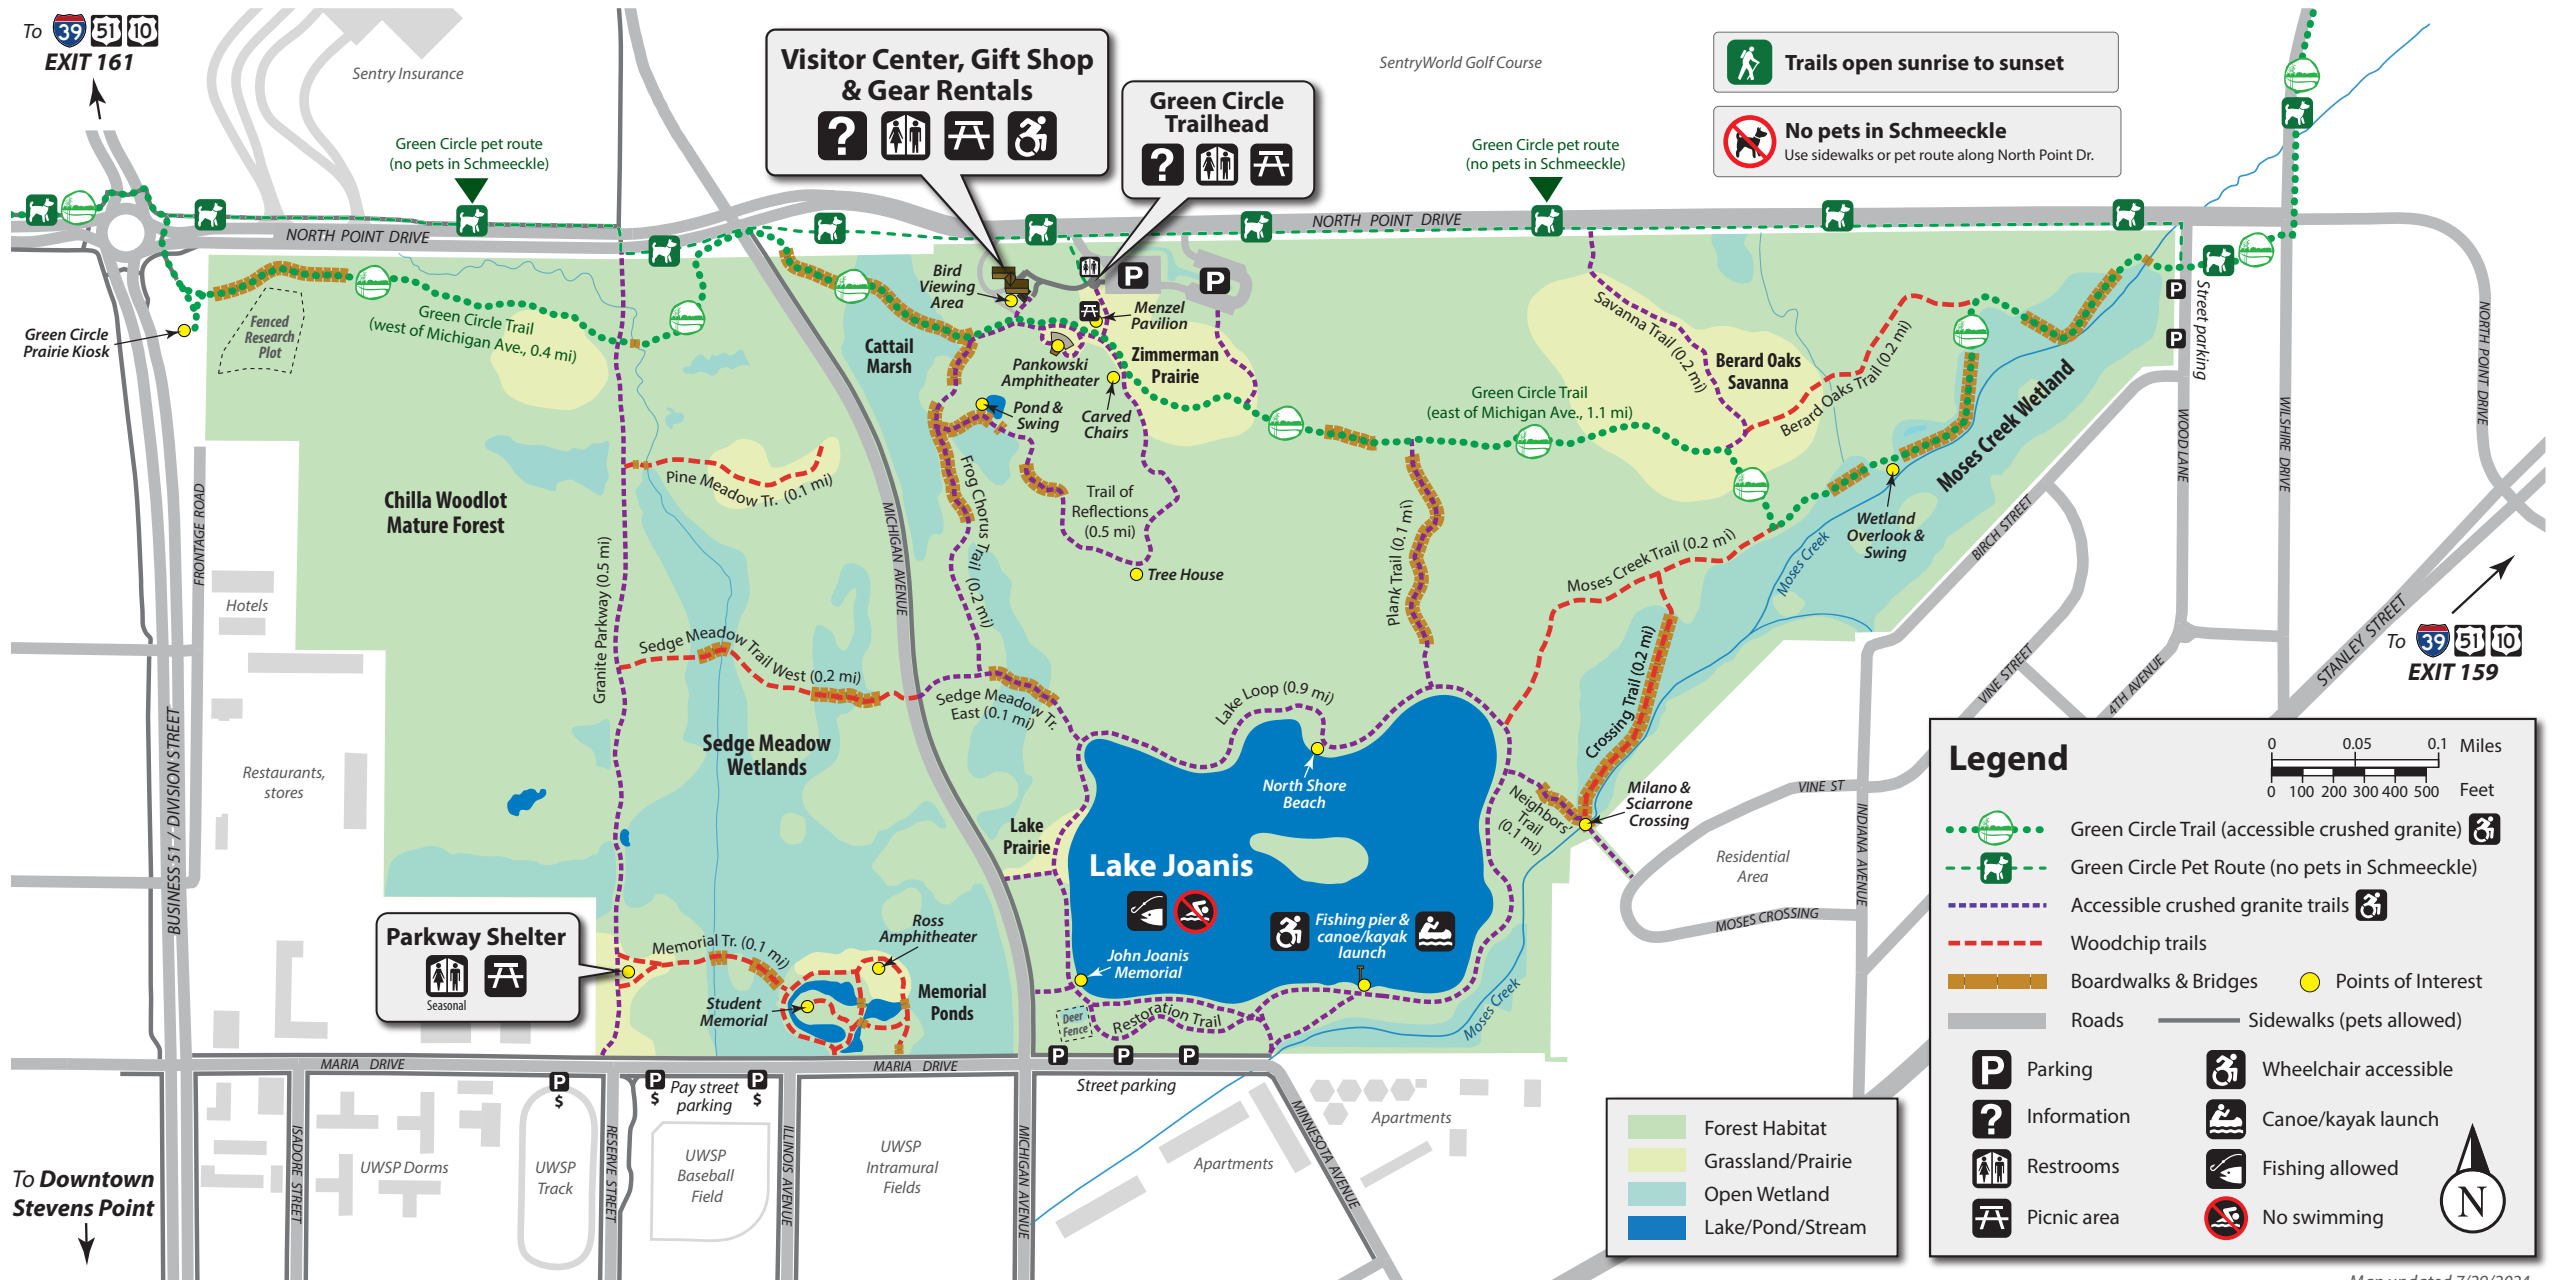 To 39 51 10
EXIT 161
Sentry Insurance
Green Circle pet route
(no pets in Schmeeckle)
Visitor Center, Gift Shop
& Gear Rentals
?
Green Circle
Trailhead
?
SentryWorld Golf Course
Green Circle pet route
(no pets in Schmeeckle)
Trails open sunrise to sunset
No pets in Schmeeckle
Use sidewalks or pet route along North Point Dr.
NORTH POINT DRIVE
NORTH POINT DRIVE
NORTH POINT DRIVE
Green Circle
Prairie Kiosk
Fenced
Research
Plot
Green Circle Trail
(west of Michigan Ave., 0.4 mi)
Bird
Viewing
Area
P
P
Menzel
Pavilion
Cattail
Marsh
Pankowski
Amphitheater
Zimmerman
Prairie
Pond &
Swing
Carved
Chairs
Savanna Trail (0.2 mi)
Berard Oaks
Savanna
Berard Oaks Trail (0.2 mi)
Green Circle Trail
(east of Michigan Ave., 1.1 mi)
Moses Creek Wetland
P
P
Street parking
WOOD LANE
WILSHIRE DRIVE
Chilla Woodlot
Mature Forest
Pine Meadow Tr. (0.1 mi)
Frog Chorus Trail (0.2 mi)
Trail of
Reflections
(0.5 mi)
Tree House
Plank Trail (0.1 mi)
Wetland
Overlook &
Swing
Moses Creek
BIRCH STREET
FRONTAGE ROAD
Hotels
Granite Parkway (0.5 mi)
MICHIGAN AVENUE
Moses Creek Trail (0.2 mi)
Sedge Meadow Trail West (0.2 mi)
Sedge Meadow Tr.
East (0.1 mi)
Lake Loop (0.9 mi)
Crossing Trail (0.2 mi)
VINE STREET
4TH AVENUE
STANLEY STREET
To 39 51 10
EXIT 159
BUSINESS 51 / DIVISION STREET
Restaurants,
stores
Sedge Meadow
Wetlands
North Shore
Beach
Neighbors'
Trail
(0.1 mi)
Milano &
Sciarrone
Crossing
VINE ST
INDIANA AVENUE
Residential
Area
MOSES CROSSING
Lake
Prairie
Lake Joanis
Fishing pier &
canoe/kayak
launch
John Joanis
Memorial
Parkway Shelter
Seasonal
Memorial Tr. (0.1 mi)
Ross
Amphitheater
Student
Memorial
Memorial
Ponds
Deer
Fence
Restoration Trail
Moses Creek
MARIA DRIVE
MARIA DRIVE
P
P
P
Street parking
P
$
P
$
P
$
Pay street
parking
ISADORE STREET
UWSP Dorms
UWSP
Track
RESERVE STREET
UWSP
Baseball
Field
ILLINOIS AVENUE
UWSP
Intramural
Fields
MICHIGAN AVENUE
Apartments
MINNESOTA AVENUE
Apartments
To Downtown
Stevens Point
Forest Habitat
Grassland/Prairie
Open Wetland
Lake/Pond/Stream
Legend
0 0.05 0.1 Miles
0 100 200 300 400 500 Feet
Green Circle Trail (accessible crushed granite)
Green Circle Pet Route (no pets in Schmeeckle)
Accessible crushed granite trails
Woodchip trails
Boardwalks & Bridges
Points of Interest
Roads
Sidewalks (pets allowed)
P Parking
Wheelchair accessible
? Information
Canoe/kayak launch
Restrooms
Fishing allowed
Picnic area
No swimming
N